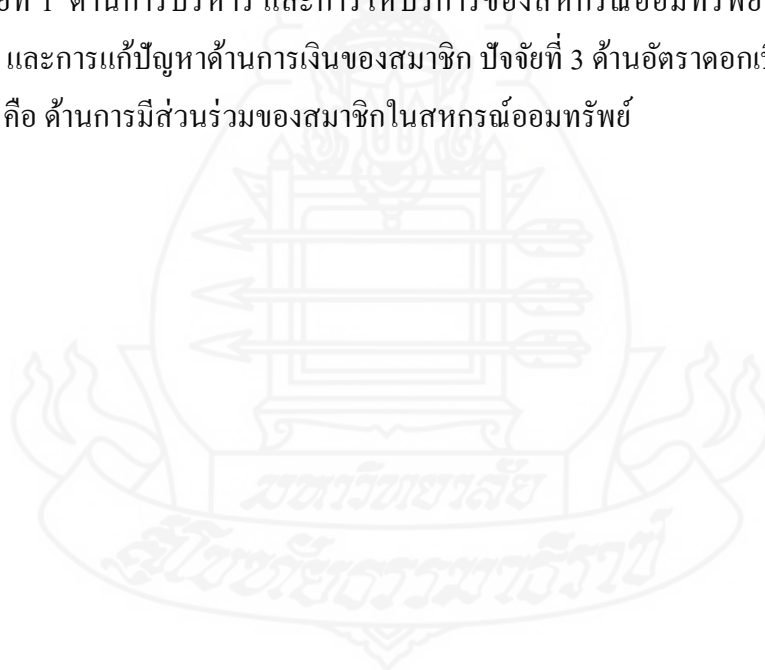 ยที่ 1 ด้านการบริหาร และการให้บริการของสหกรณ์ออมทรัพย์
และการแก้ปัญหาด้านการเงินของสมาชิก ปัจจัยที่ 3 ด้านอัตราดอกเบี
คือ ด้านการมีส่วนร่วมของสมาชิกในสหกรณ์ออมทรัพย์
มหาวิทยาลัย
สุโขทัยธรรมาธิราช